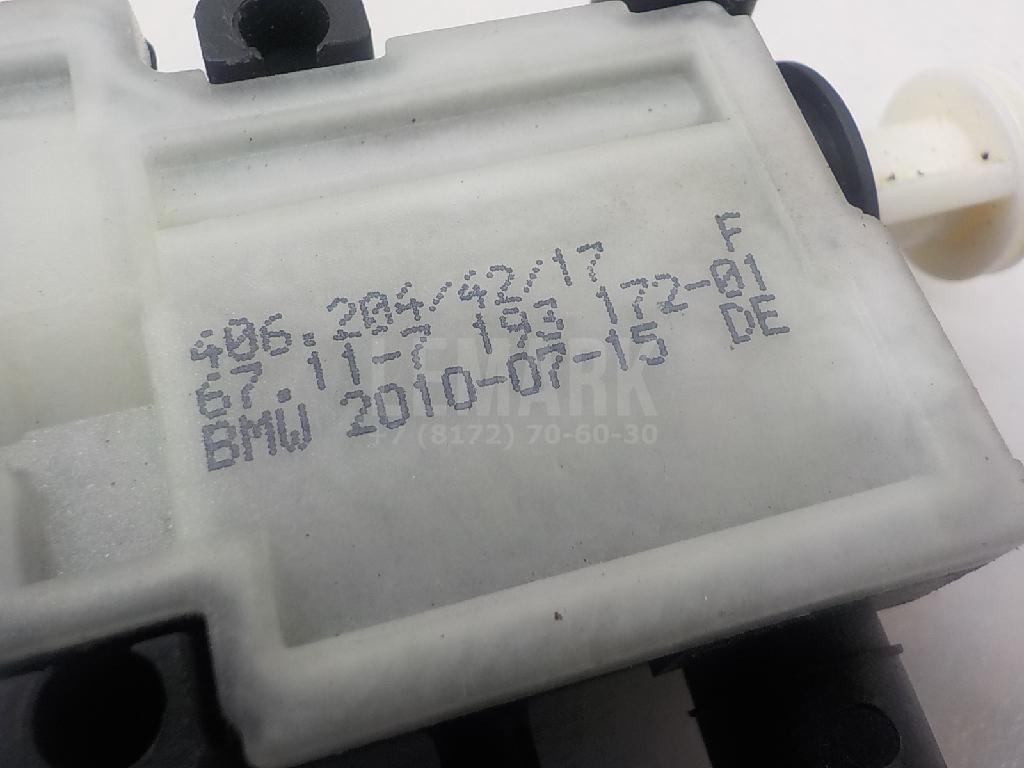 406.204/42/17 F
67.11-7 193 172-01
BMW 2010-07-15 DE
LEMARK
+7 (8172) 70-60-30